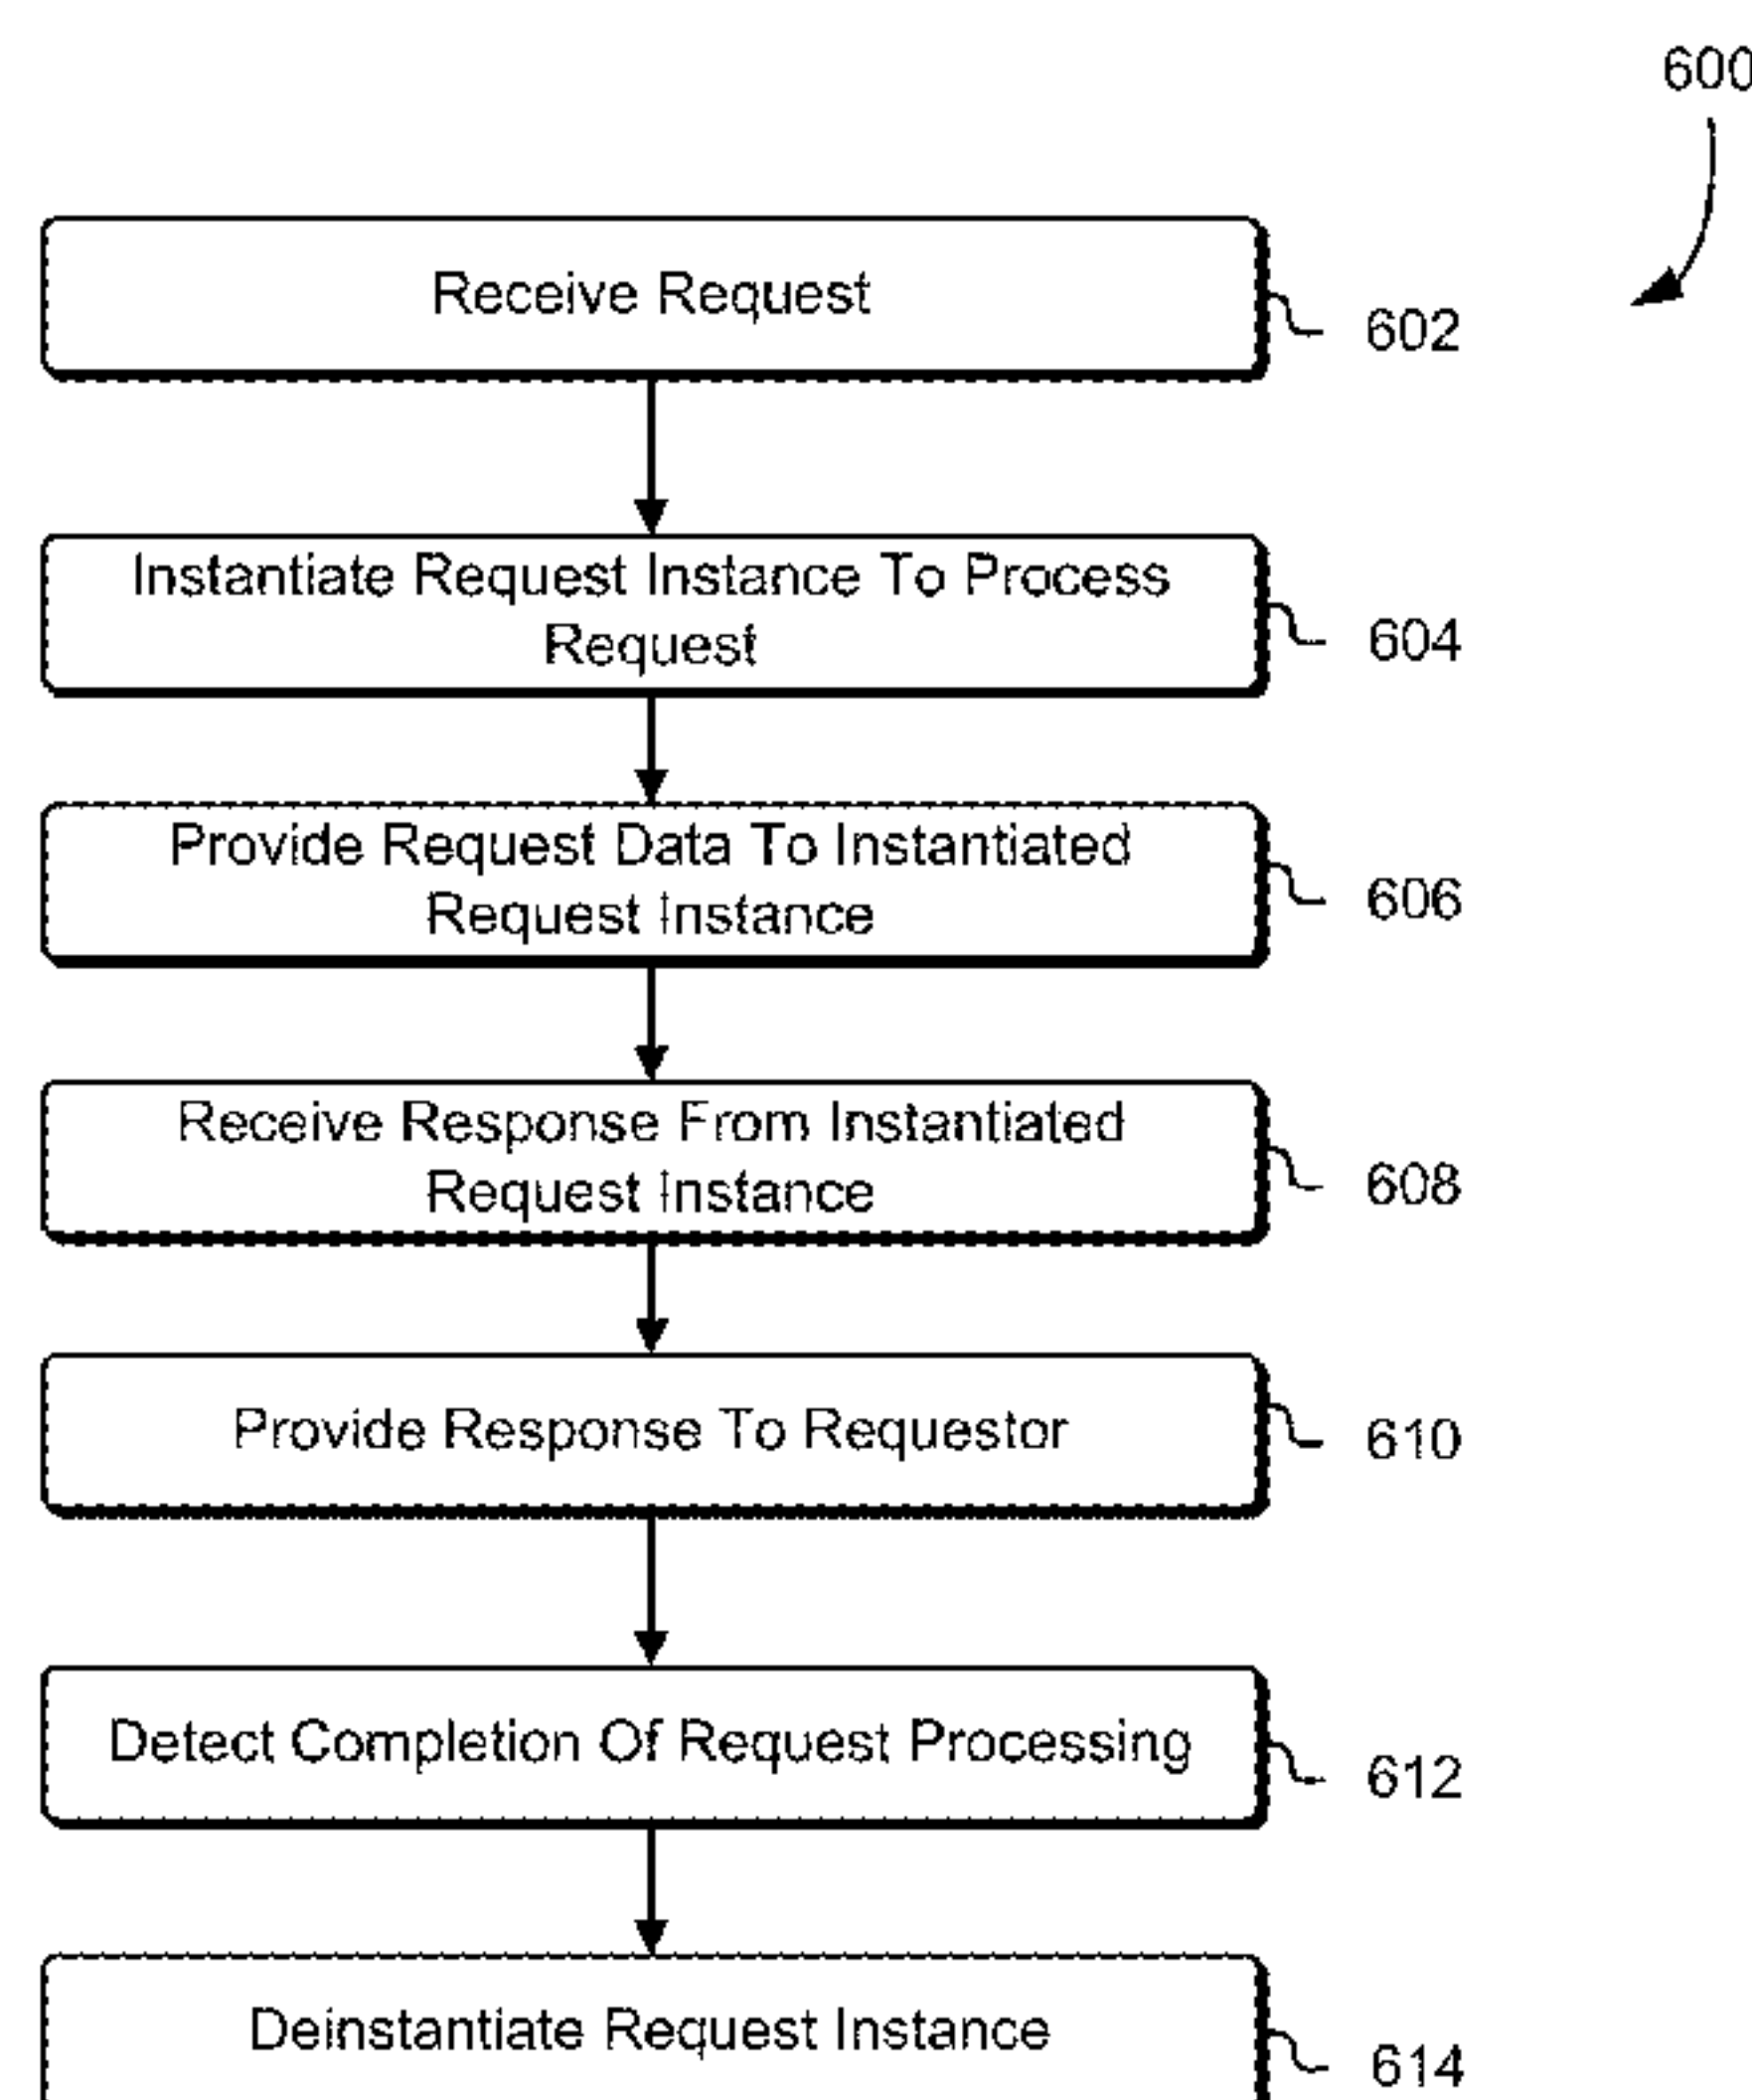 600
Receive Request
602
Instantiate Request Instance To Process
Request
604
Provide Request Data To Instantiated
Request Instance
606
Receive Response From Instantiated
Request Instance
608
Provide Response To Requestor
610
Detect Completion Of Request Processing
612
Deinstantiate Request Instance
614